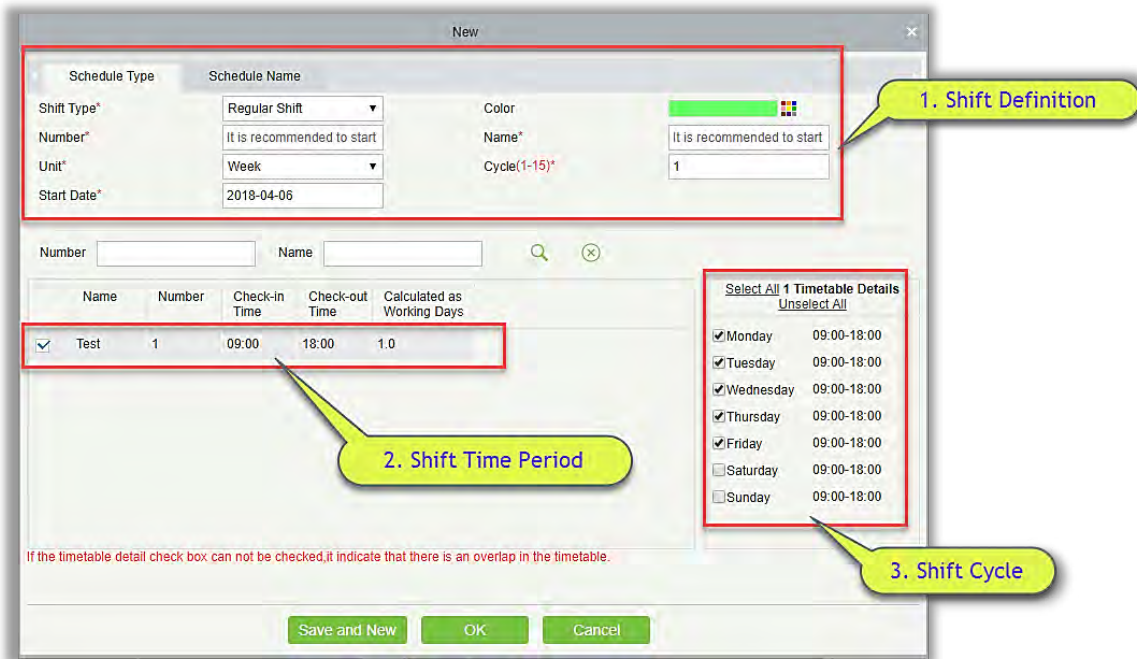 New
Schedule Type Schedule Name
Shift Type* Regular Shift Color
Number* It is recommended to start Name* It is recommended to start
Unit* Week Cycle(1-15)* 1
Start Date* 2018-04-06
1. Shift Definition
Number Name
Name Number Check-in Time Check-out Time Calculated as Working Days
Test 1 09:00 18:00 1.0
2. Shift Time Period
Select All 1 Timetable Details
Unselect All
Monday 09:00-18:00
Tuesday 09:00-18:00
Wednesday 09:00-18:00
Thursday 09:00-18:00
Friday 09:00-18:00
Saturday 09:00-18:00
Sunday 09:00-18:00
3. Shift Cycle
If the timetable detail check box can not be checked,it indicate that there is an overlap in the timetable.
Save and New OK Cancel